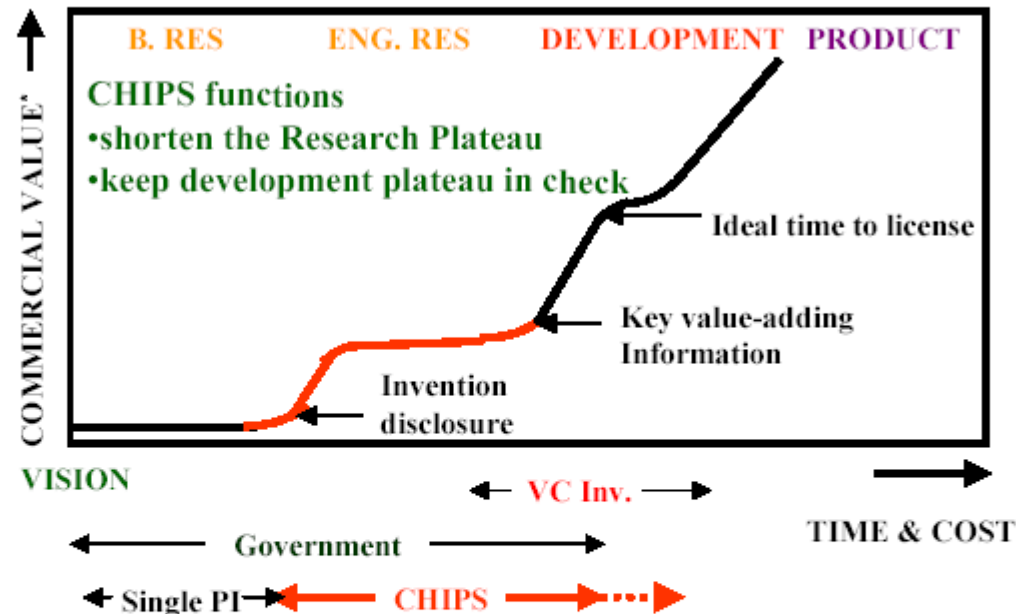 B. RES ENG. RES DEVELOPMENT PRODUCT
CHIPS functions
•shorten the Research Plateau
•keep development plateau in check
COMMERCIAL VALUE*
Ideal time to license
Key value-adding
Information
Invention
disclosure
VISION
VC Inv.
TIME & COST
Government
Single PI
CHIPS